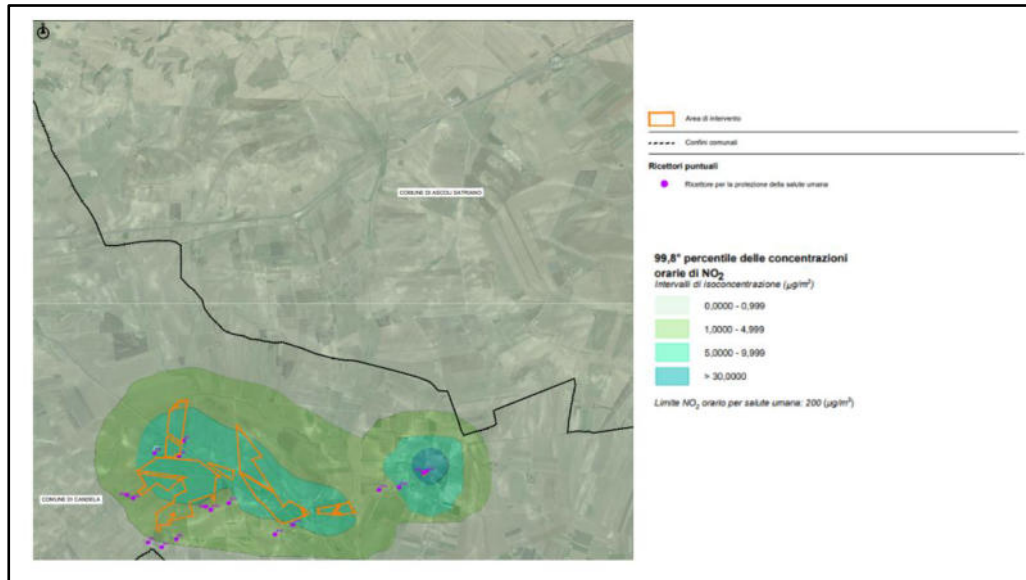 COMUNE DI ASCOLI SATRIANO
COMUNE DI CANDELA
Area di intervento
Confini comunali
Ricettori puntuali
Ricettore per la protezione della salute umana
99,8° percentile delle concentrazioni
orarie di NO2
Intervalli di isoconcentrazione (µg/m³)
0,0000 - 0,999
1,0000 - 4,999
5,0000 - 9,999
> 30,0000
Limite NO2 orario per salute umana: 200 (µg/m³)